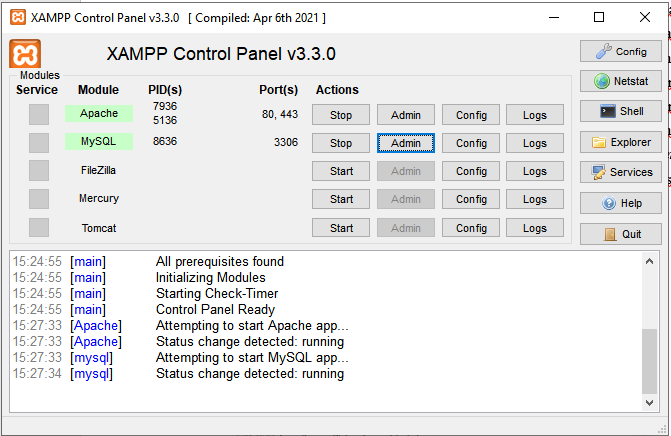 XAMPP Control Panel v3.3.0 [ Compiled: Apr 6th 2021 ]
XAMPP Control Panel v3.3.0
Config
Modules
Service Module PID(s) Port(s) Actions
Netstat
Apache 7936 5136 80, 443 Stop Admin Config Logs
Shell
MySQL 8636 3306 Stop Admin Config Logs
Explorer
FileZilla Start Admin Config Logs
Services
Mercury Start Admin Config Logs
Help
Tomcat Start Admin Config Logs
Quit
15:24:55 [main] All prerequisites found
15:24:55 [main] Initializing Modules
15:24:55 [main] Starting Check-Timer
15:24:55 [main] Control Panel Ready
15:27:33 [Apache] Attempting to start Apache app...
15:27:33 [Apache] Status change detected: running
15:27:33 [mysql] Attempting to start MySQL app...
15:27:34 [mysql] Status change detected: running